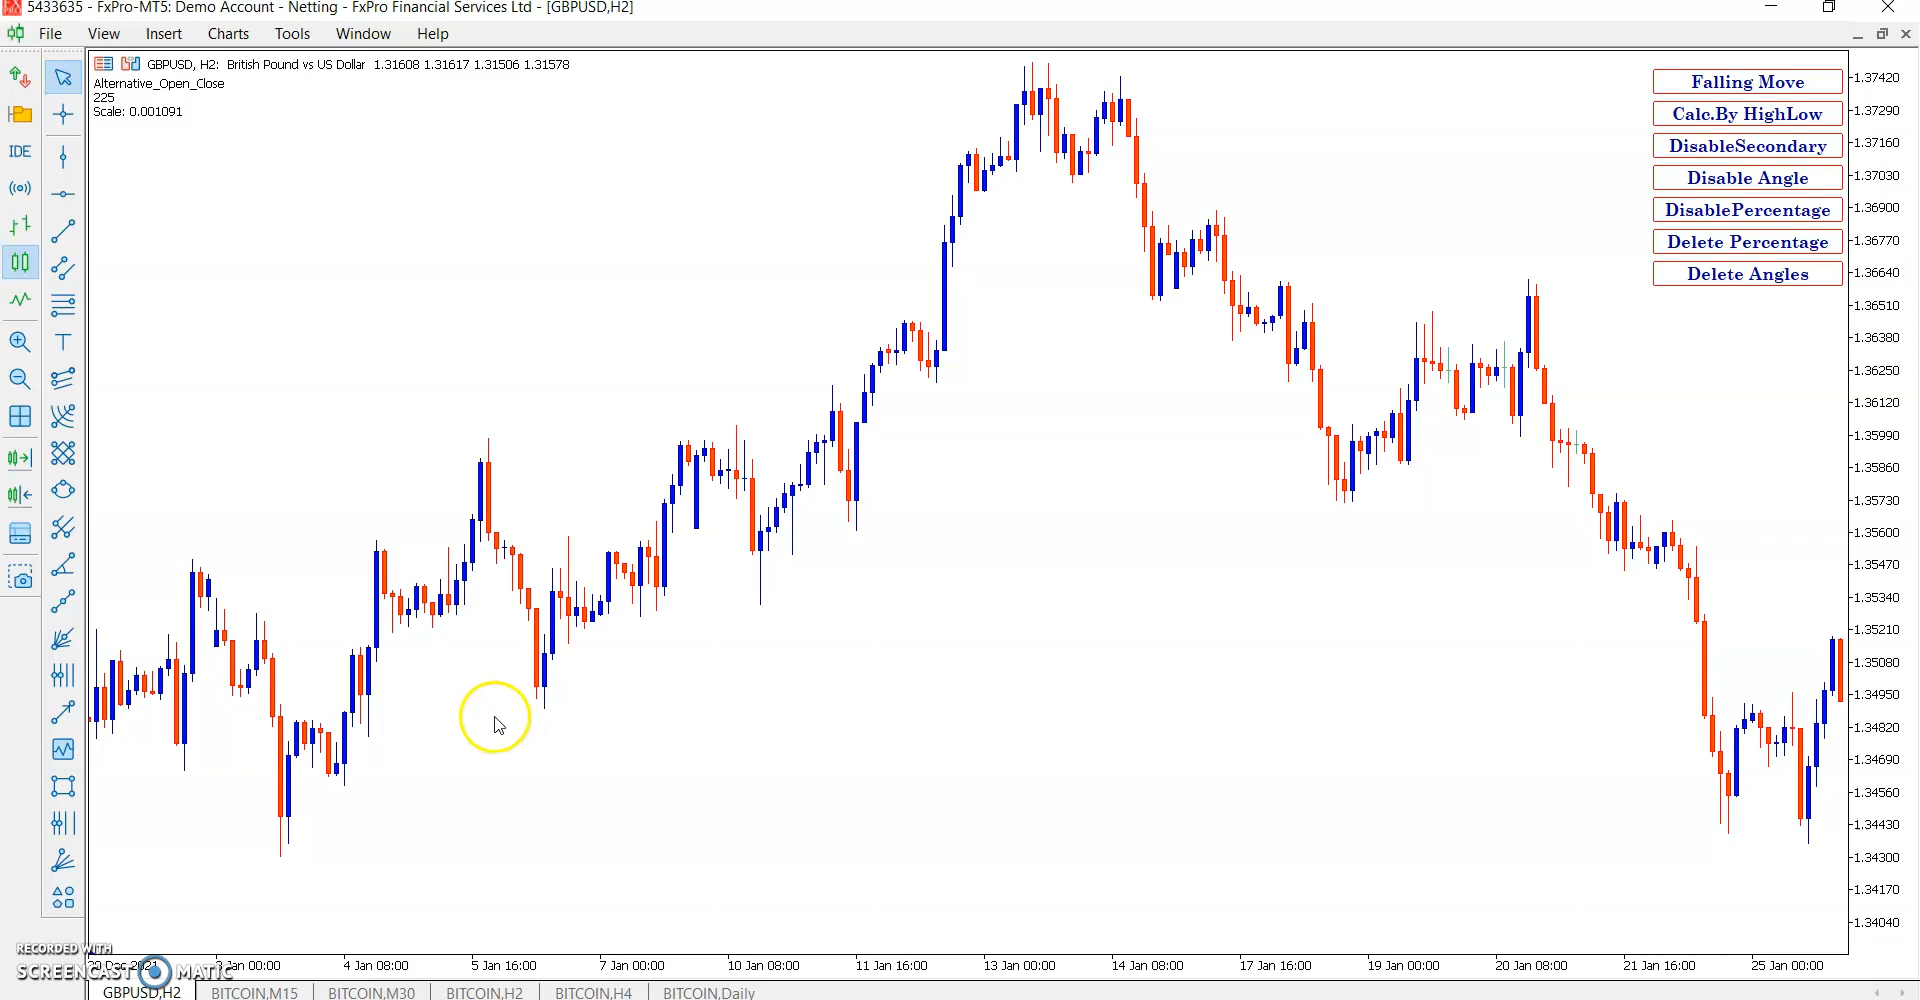 5433635 - FxPro-MT5: Demo Account - Netting - FxPro Financial Services Ltd - [GBPUSD,H2]
File View Insert Charts Tools Window Help
GBPUSD, H2: British Pound vs US Dollar 1.31608 1.31617 1.31506 1.31578
Alternative_Open_Close
225
Scale: 0.001091
IDE
Falling Move
Calc.By HighLow
DisableSecondary
Disable Angle
DisablePercentage
Delete Percentage
Delete Angles
1.37420
1.37290
1.37160
1.37030
1.36900
1.36770
1.36640
1.36510
1.36380
1.36250
1.36120
1.35990
1.35860
1.35730
1.35600
1.35470
1.35340
1.35210
1.35080
1.34950
1.34820
1.34690
1.34560
1.34430
1.34300
1.34170
1.34040
RECORDED WITH
SCREENCAST MATIC
Jan 00:00 4 Jan 08:00 5 Jan 16:00 7 Jan 00:00 10 Jan 08:00 11 Jan 16:00 13 Jan 00:00 14 Jan 08:00 17 Jan 16:00 19 Jan 00:00 20 Jan 08:00 21 Jan 16:00 25 Jan 00:00
GBPUSD,H2 BITCOIN,M15 BITCOIN,M30 BITCOIN,H2 BITCOIN,H4 BITCOIN,Daily